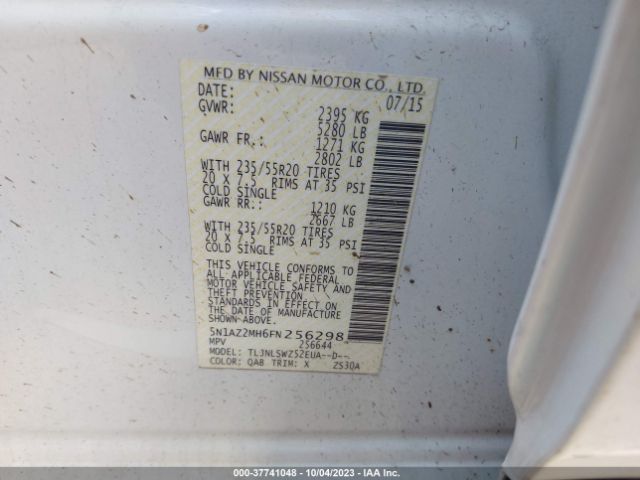 MFD BY NISSAN MOTOR CO., LTD.
DATE: 07/15
GVWR: 2395 KG
5280 LB
GAWR FR.: 1271 KG
2802 LB
WITH 235/55R20 TIRES
20 X 7.5 RIMS AT 35 PSI
COLD SINGLE
GAWR RR.: 1210 KG
2667 LB
WITH 235/55R20 TIRES
20 X 7.5 RIMS AT 35 PSI
COLD SINGLE
THIS VEHICLE CONFORMS TO
ALL APPLICABLE FEDERAL
MOTOR VEHICLE SAFETY AND
THEFT PREVENTION
STANDARDS IN EFFECT ON
THE DATE OF MANUFACTURE
SHOWN ABOVE.
5N1AZ2MH6FN256298
MPV 256644
MODEL: TLJNLSWZ52EUA--D--
COLOR: QAB TRIM: X ZS3QA
000-37741048 - 10/04/2023 - IAA Inc.